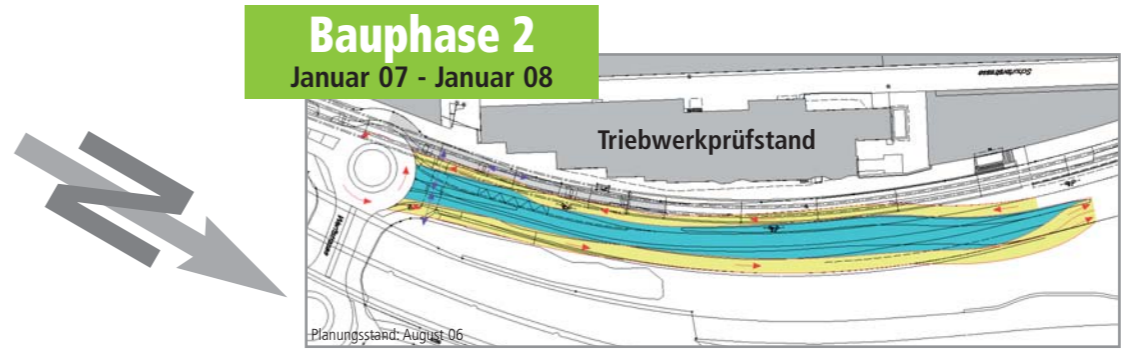 Bauphase 2
Januar 07 - Januar 08
Triebwerkprüfstand
N
Planungsstand: August 06